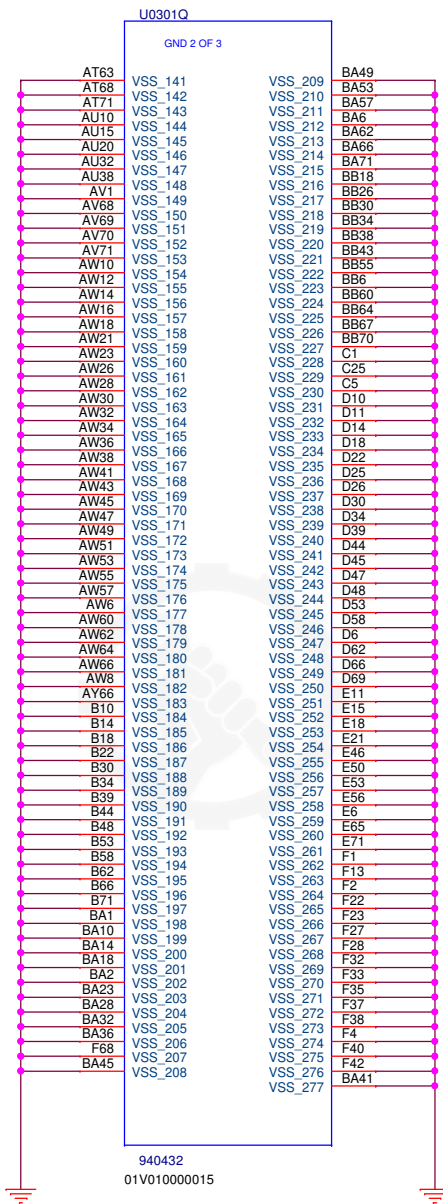 U0301Q
GND 2 OF 3
AT63 VSS_141 VSS_209 BA49
AT68 VSS_142 VSS_210 BA53
AT71 VSS_143 VSS_211 BA57
AU10 VSS_144 VSS_212 BA6
AU15 VSS_145 VSS_213 BA62
AU20 VSS_146 VSS_214 BA66
AU32 VSS_147 VSS_215 BA71
AU38 VSS_148 VSS_216 BB18
AV1 VSS_149 VSS_217 BB26
AV68 VSS_150 VSS_218 BB30
AV69 VSS_151 VSS_219 BB34
AV70 VSS_152 VSS_220 BB38
AV71 VSS_153 VSS_221 BB43
AW10 VSS_154 VSS_222 BB55
AW12 VSS_155 VSS_223 BB6
AW14 VSS_156 VSS_224 BB60
AW16 VSS_157 VSS_225 BB64
AW18 VSS_158 VSS_226 BB67
AW21 VSS_159 VSS_227 BB70
AW23 VSS_160 VSS_228 C1
AW26 VSS_161 VSS_229 C25
AW28 VSS_162 VSS_230 C5
AW30 VSS_163 VSS_231 D10
AW32 VSS_164 VSS_232 D11
AW34 VSS_165 VSS_233 D14
AW36 VSS_166 VSS_234 D18
AW38 VSS_167 VSS_235 D22
AW41 VSS_168 VSS_236 D25
AW43 VSS_169 VSS_237 D26
AW45 VSS_170 VSS_238 D30
AW47 VSS_171 VSS_239 D34
AW49 VSS_172 VSS_240 D39
AW51 VSS_173 VSS_241 D44
AW53 VSS_174 VSS_242 D45
AW55 VSS_175 VSS_243 D47
AW57 VSS_176 VSS_244 D48
AW6 VSS_177 VSS_245 D53
AW60 VSS_178 VSS_246 D58
AW62 VSS_179 VSS_247 D6
AW64 VSS_180 VSS_248 D62
AW66 VSS_181 VSS_249 D66
AW8 VSS_182 VSS_250 D69
AY66 VSS_183 VSS_251 E11
B10 VSS_184 VSS_252 E15
B14 VSS_185 VSS_253 E18
B18 VSS_186 VSS_254 E21
B22 VSS_187 VSS_255 E46
B30 VSS_188 VSS_256 E50
B34 VSS_189 VSS_257 E53
B39 VSS_190 VSS_258 E56
B44 VSS_191 VSS_259 E6
B48 VSS_192 VSS_260 E65
B53 VSS_193 VSS_261 E71
B58 VSS_194 VSS_262 F1
B62 VSS_195 VSS_263 F13
B66 VSS_196 VSS_264 F2
B71 VSS_197 VSS_265 F22
BA1 VSS_198 VSS_266 F23
BA10 VSS_199 VSS_267 F27
BA14 VSS_200 VSS_268 F28
BA18 VSS_201 VSS_269 F32
BA2 VSS_202 VSS_270 F33
BA23 VSS_203 VSS_271 F35
BA28 VSS_204 VSS_272 F37
BA32 VSS_205 VSS_273 F38
BA36 VSS_206 VSS_274 F4
F68 VSS_207 VSS_275 F40
BA45 VSS_208 VSS_276 F42
VSS_277 BA41
940432
01V010000015